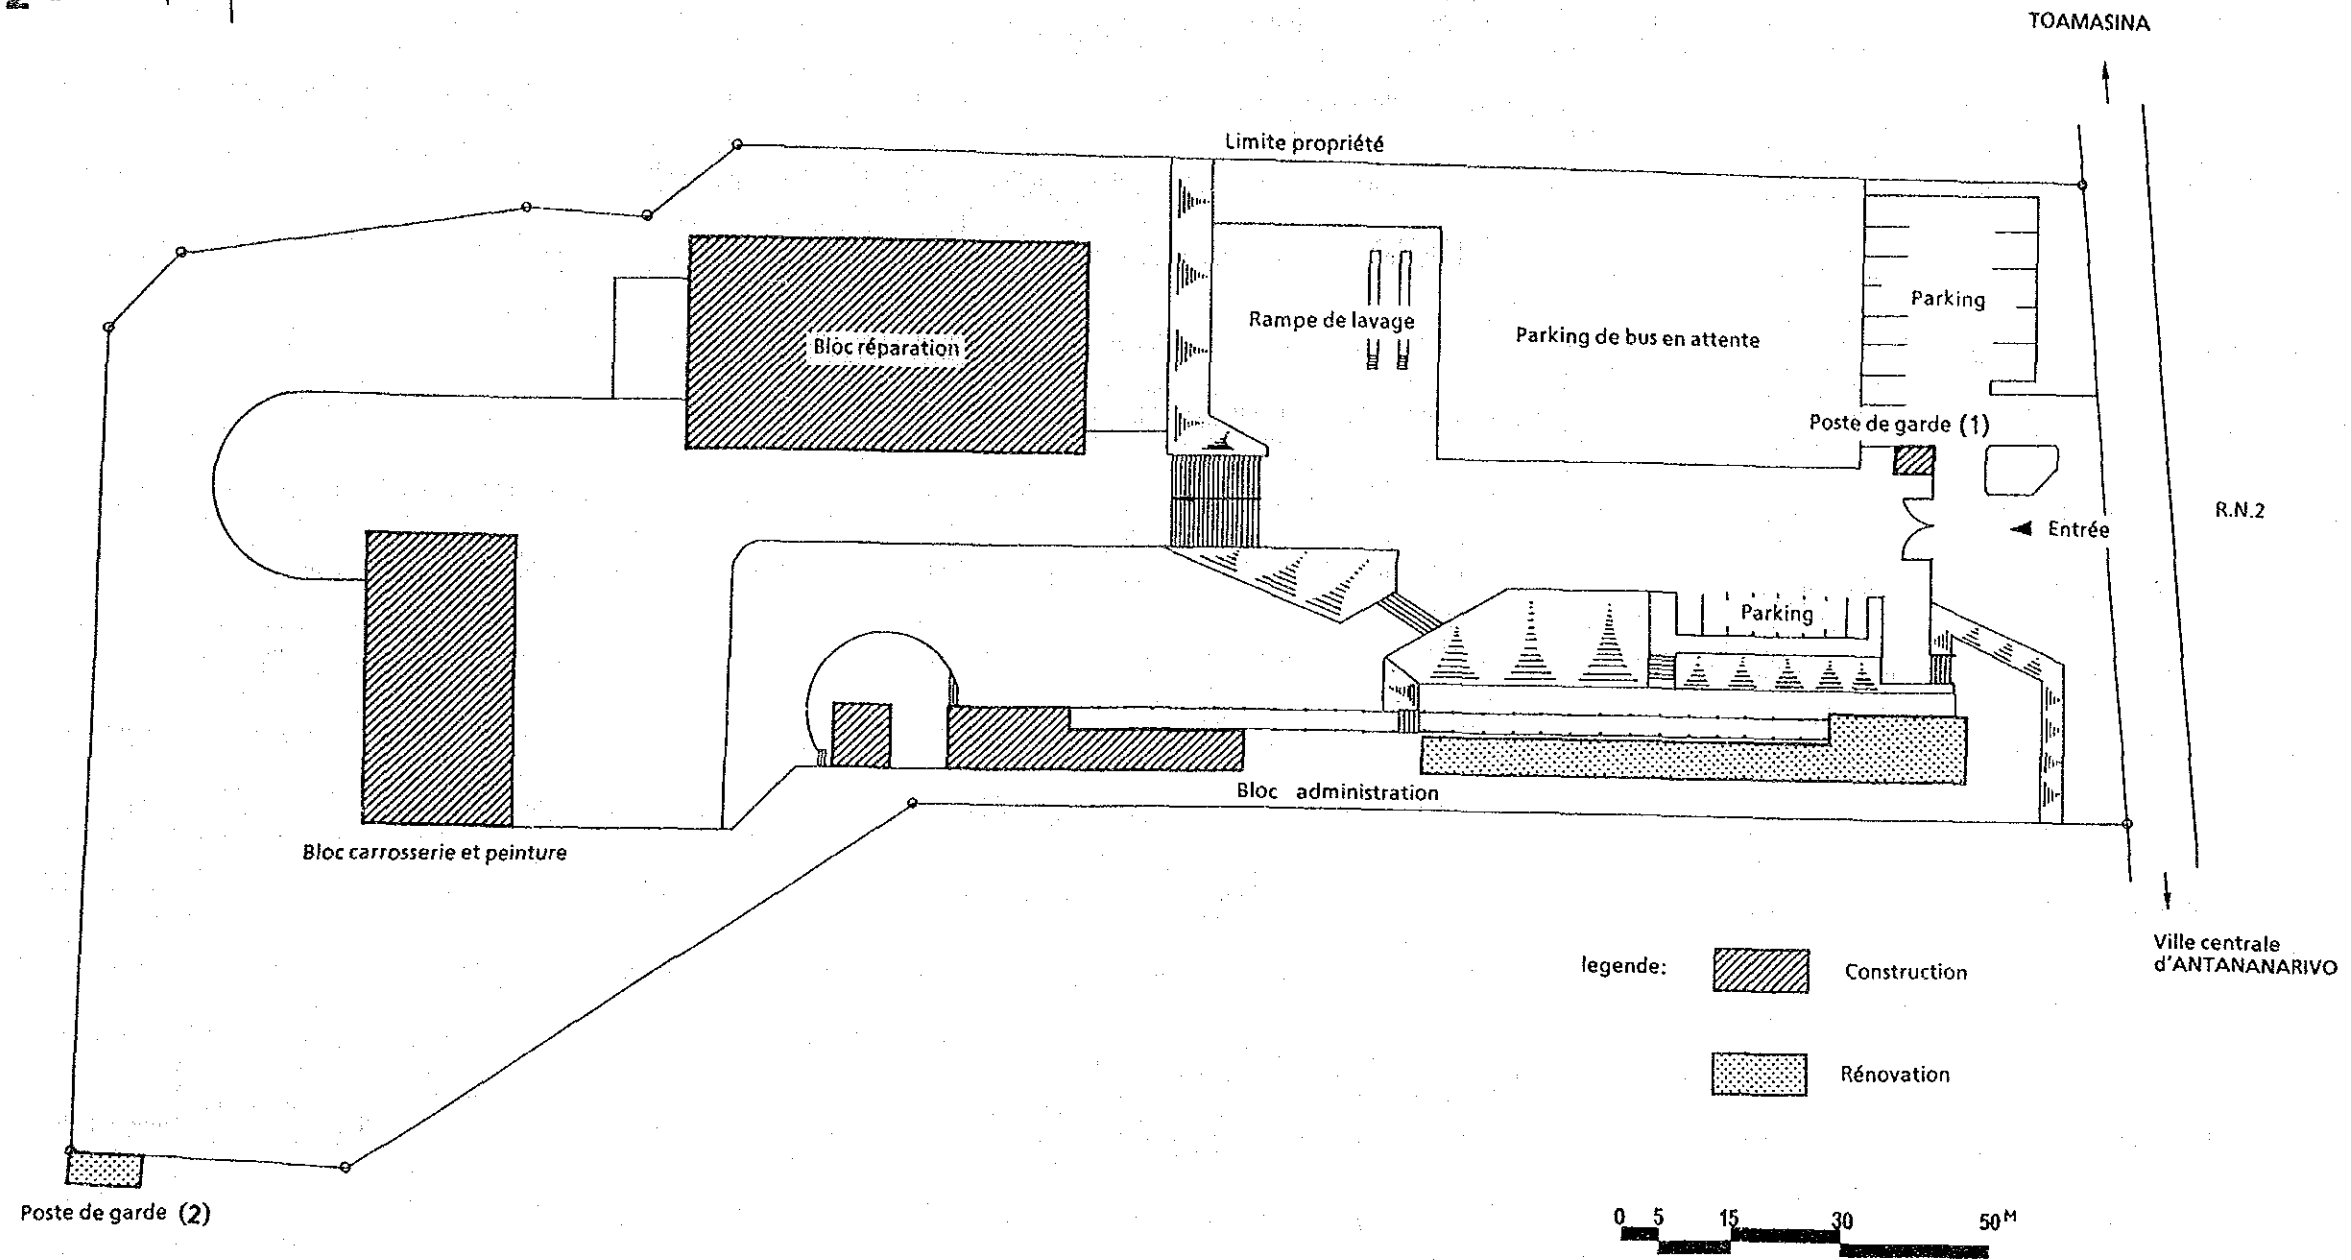 TOAMASINA
Limite propriété
Parking
Rampe de lavage
Parking de bus en attente
Bloc réparation
Poste de garde (1)
R.N.2
Entrée
Parking
Bloc administration
Bloc carrosserie et peinture
Ville centrale
d'ANTANANARIVO
legende:
Construction
Rénovation
Poste de garde (2)
0 5 15 30 50 M